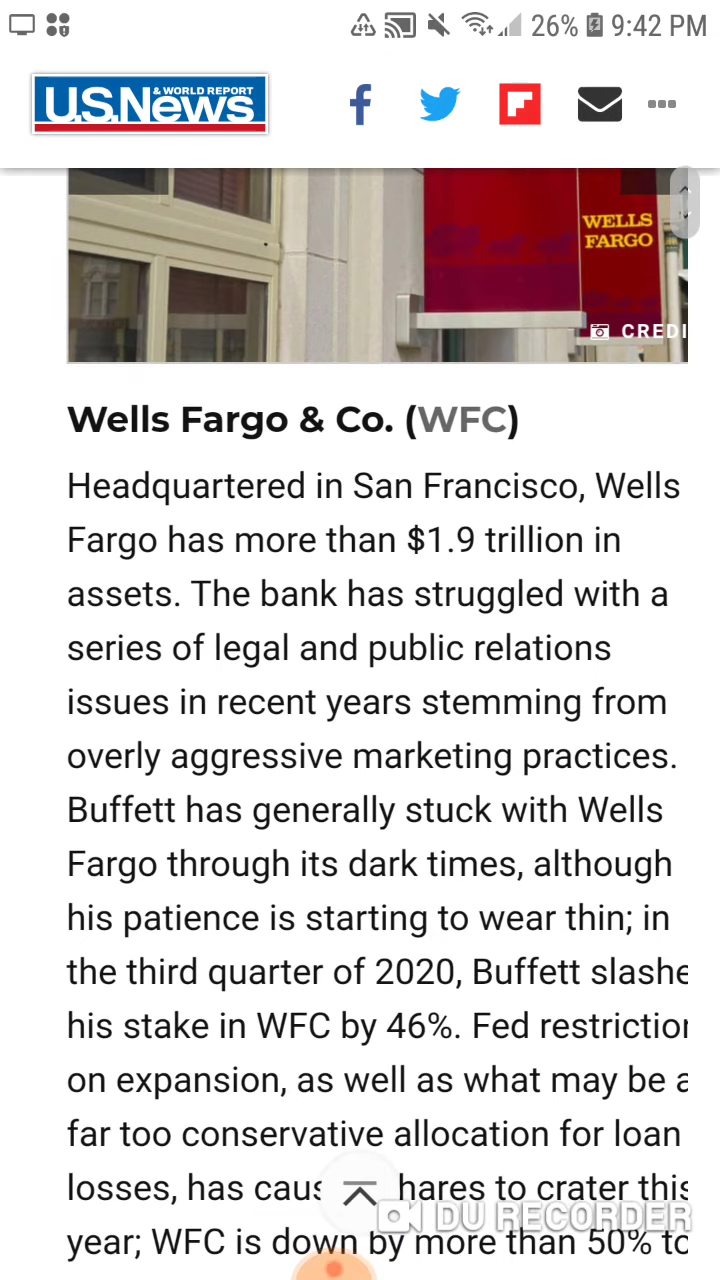 26% 9:42 PM
U.S.News
& WORLD REPORT
WELLS
FARGO
CREDI
Wells Fargo & Co. (WFC)
Headquartered in San Francisco, Wells
Fargo has more than $1.9 trillion in
assets. The bank has struggled with a
series of legal and public relations
issues in recent years stemming from
overly aggressive marketing practices.
Buffett has generally stuck with Wells
Fargo through its dark times, although
his patience is starting to wear thin; in
the third quarter of 2020, Buffett slashe
his stake in WFC by 46%. Fed restriction
on expansion, as well as what may be a
far too conservative allocation for loan
losses, has caus hares to crater this
year; WFC is down by more than 50% to
DU RECORDER